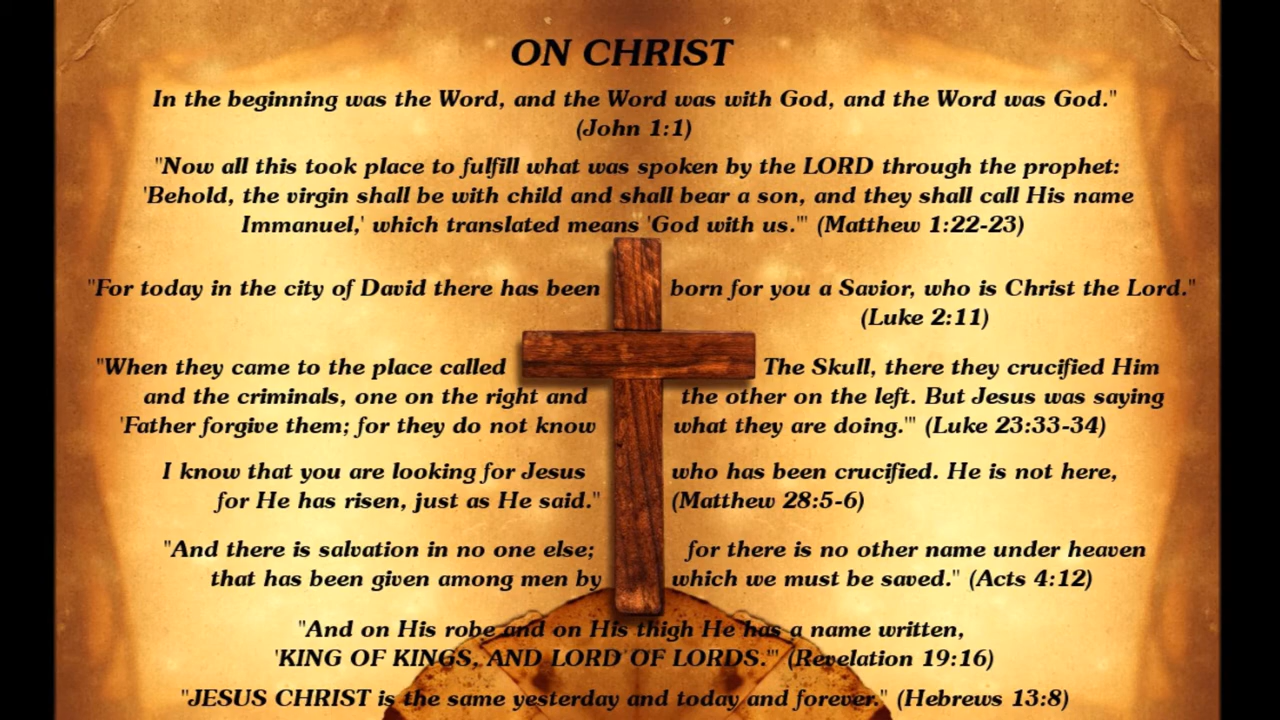 ON CHRIST
In the beginning was the Word, and the Word was with God, and the Word was God."
(John 1:1)
"Now all this took place to fulfill what was spoken by the LORD through the prophet:
'Behold, the virgin shall be with child and shall bear a son, and they shall call His name
Immanuel,' which translated means 'God with us.'" (Matthew 1:22-23)
"For today in the city of David there has been born for you a Savior, who is Christ the Lord."
(Luke 2:11)
"When they came to the place called The Skull, there they crucified Him
and the criminals, one on the right and the other on the left. But Jesus was saying
'Father forgive them; for they do not know what they are doing.'" (Luke 23:33-34)
I know that you are looking for Jesus who has been crucified. He is not here,
for He has risen, just as He said." (Matthew 28:5-6)
"And there is salvation in no one else; for there is no other name under heaven
that has been given among men by which we must be saved." (Acts 4:12)
"And on His robe and on His thigh He has a name written,
'KING OF KINGS, AND LORD OF LORDS.'" (Revelation 19:16)
"JESUS CHRIST is the same yesterday and today and forever." (Hebrews 13:8)